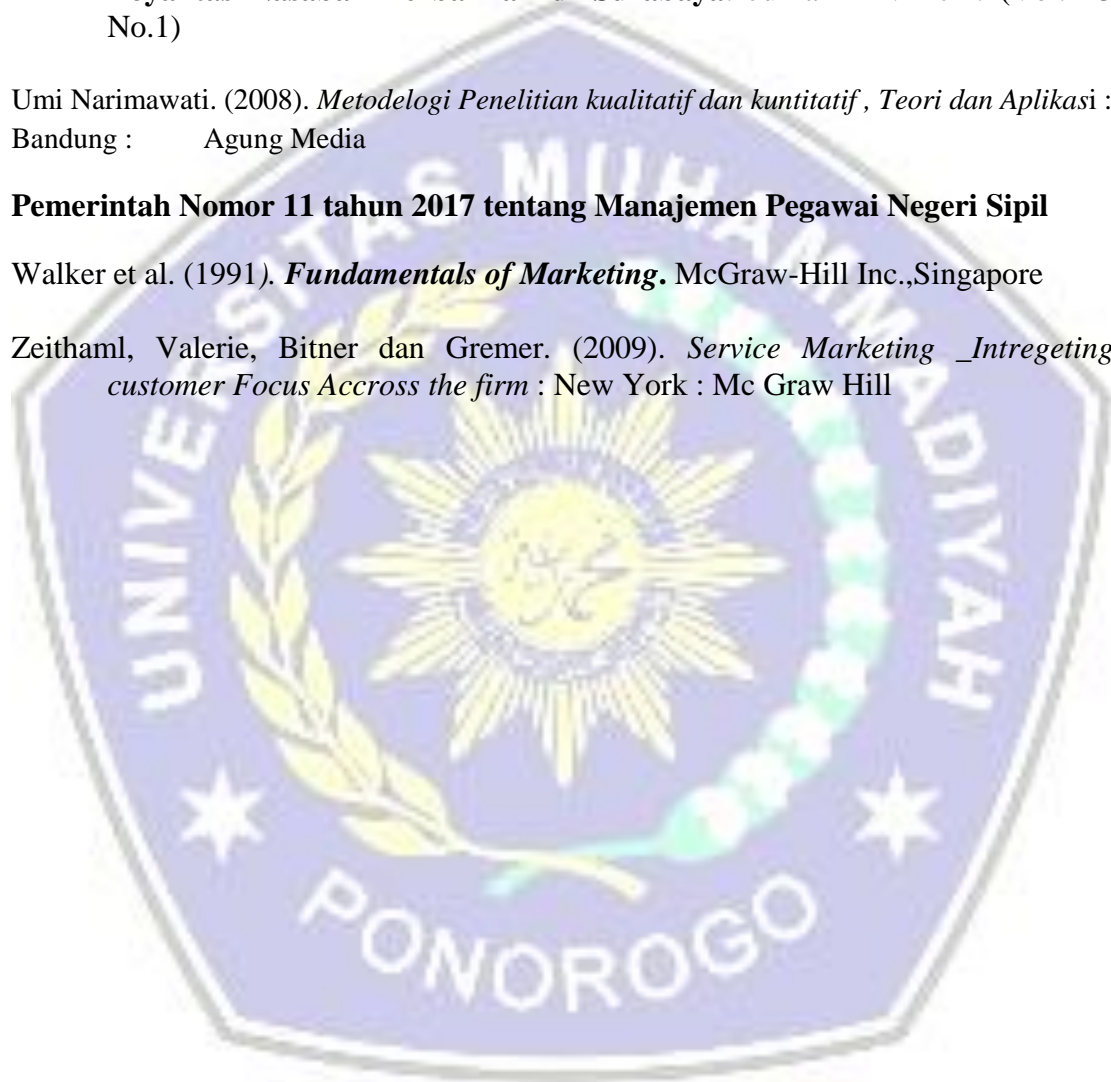 No.1)
Umi Narimawati. (2008). Metodelogi Penelitian kualitatif dan kuntitatif , Teori dan Aplikasi :
Bandung : Agung Media
Pemerintah Nomor 11 tahun 2017 tentang Manajemen Pegawai Negeri Sipil
Walker et al. (1991). Fundamentals of Marketing. McGraw-Hill Inc.,Singapore
Zeithaml, Valerie, Bitner dan Gremer. (2009). Service Marketing _Intregeting
customer Focus Accross the firm : New York : Mc Graw Hill
UNIVERSITAS MUHAMMADIYAH
PONOROGO